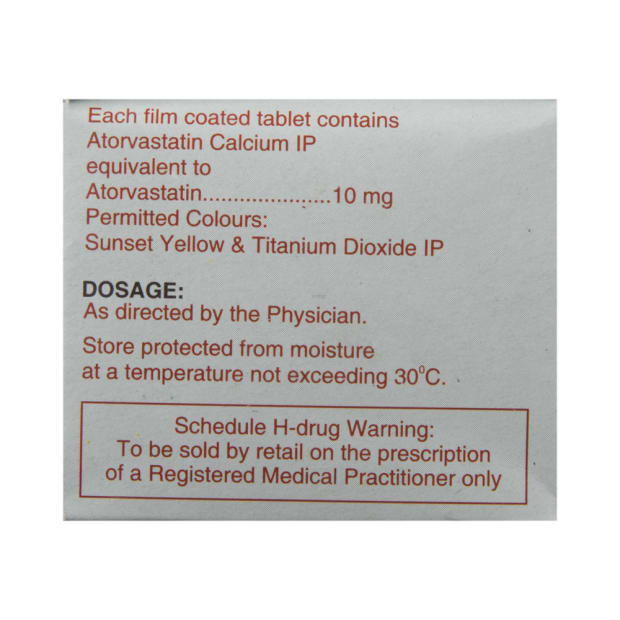 Each film coated tablet contains
Atorvastatin Calcium IP
equivalent to
Atorvastatin......................10 mg
Permitted Colours:
Sunset Yellow & Titanium Dioxide IP
DOSAGE:
As directed by the Physician.
Store protected from moisture
at a temperature not exceeding 30⁰C.
Schedule H-drug Warning:
To be sold by retail on the prescription
of a Registered Medical Practitioner only